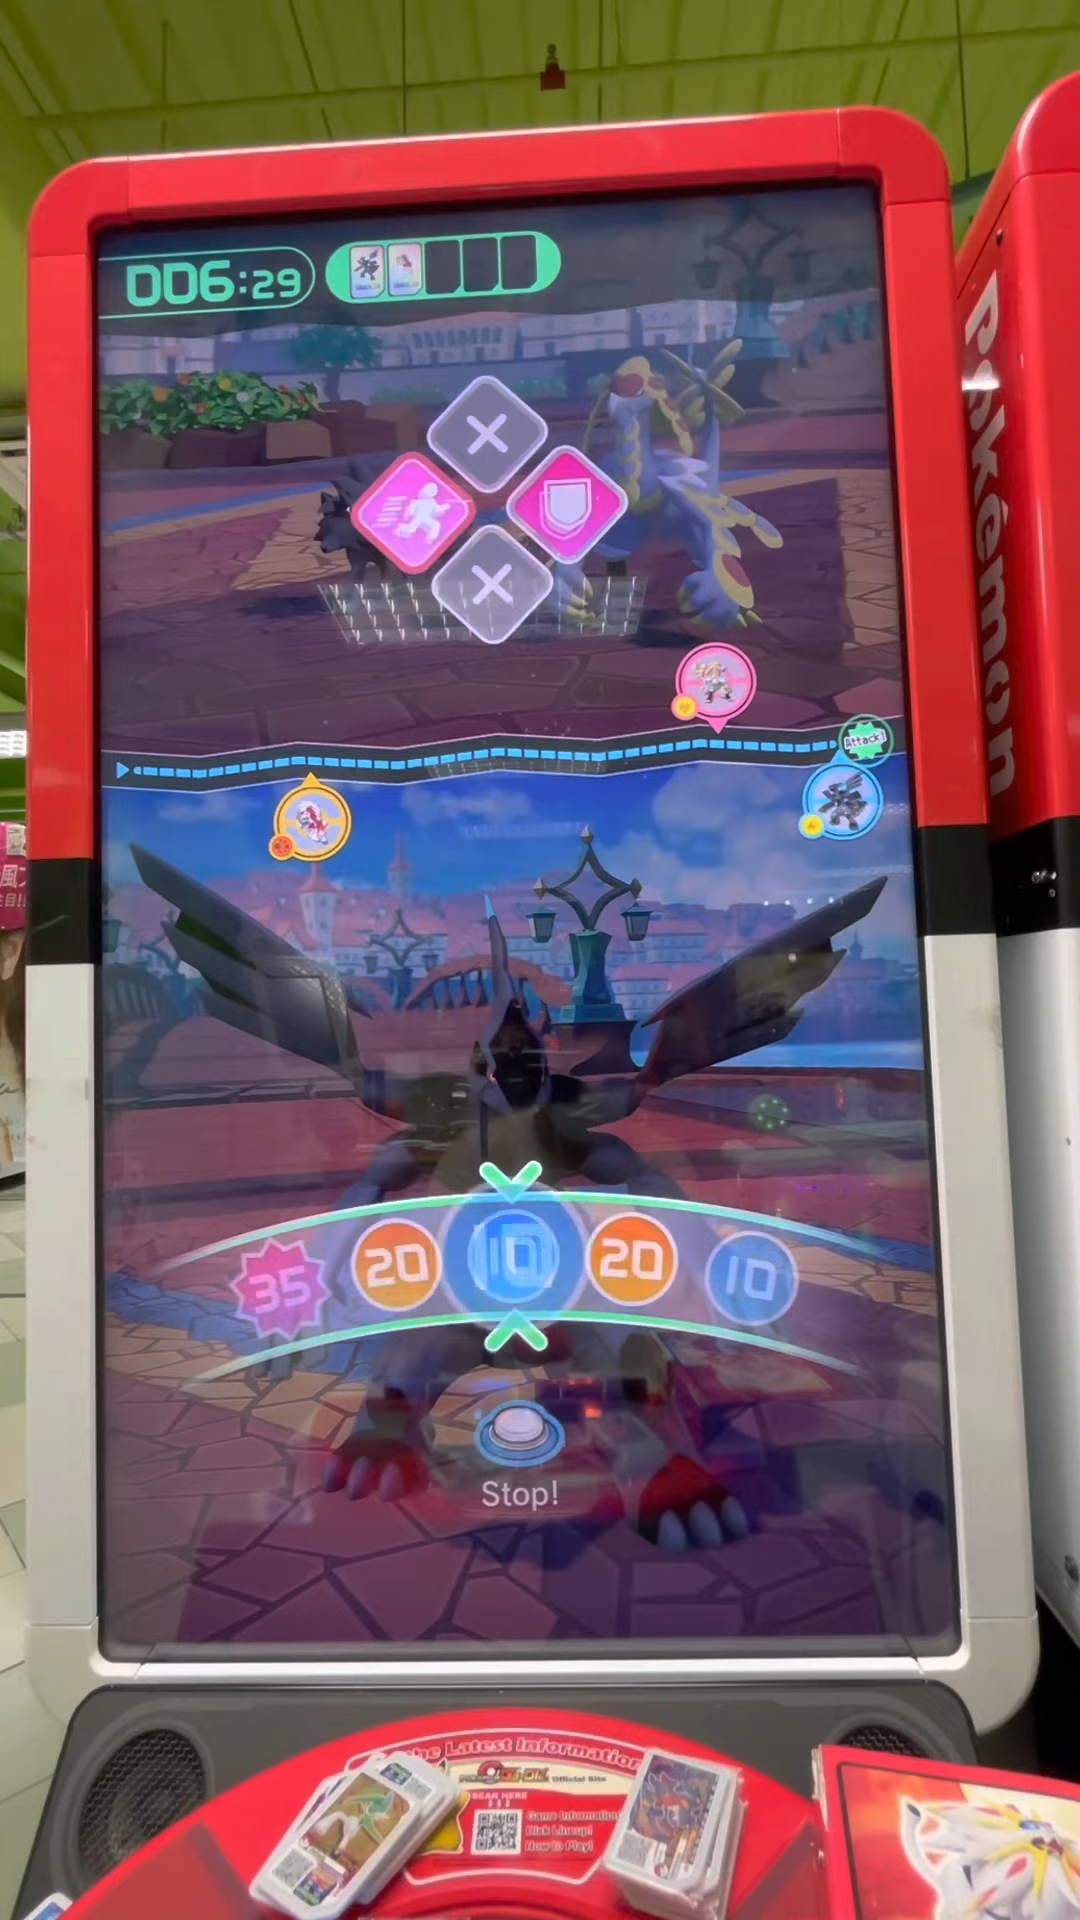 006:29
Pokémon
Attack!
35 20 10 20 10
Stop!
the Latest Information
Official Site
SCAN HERE
Game Information
Disk Lineup!
How to Play!